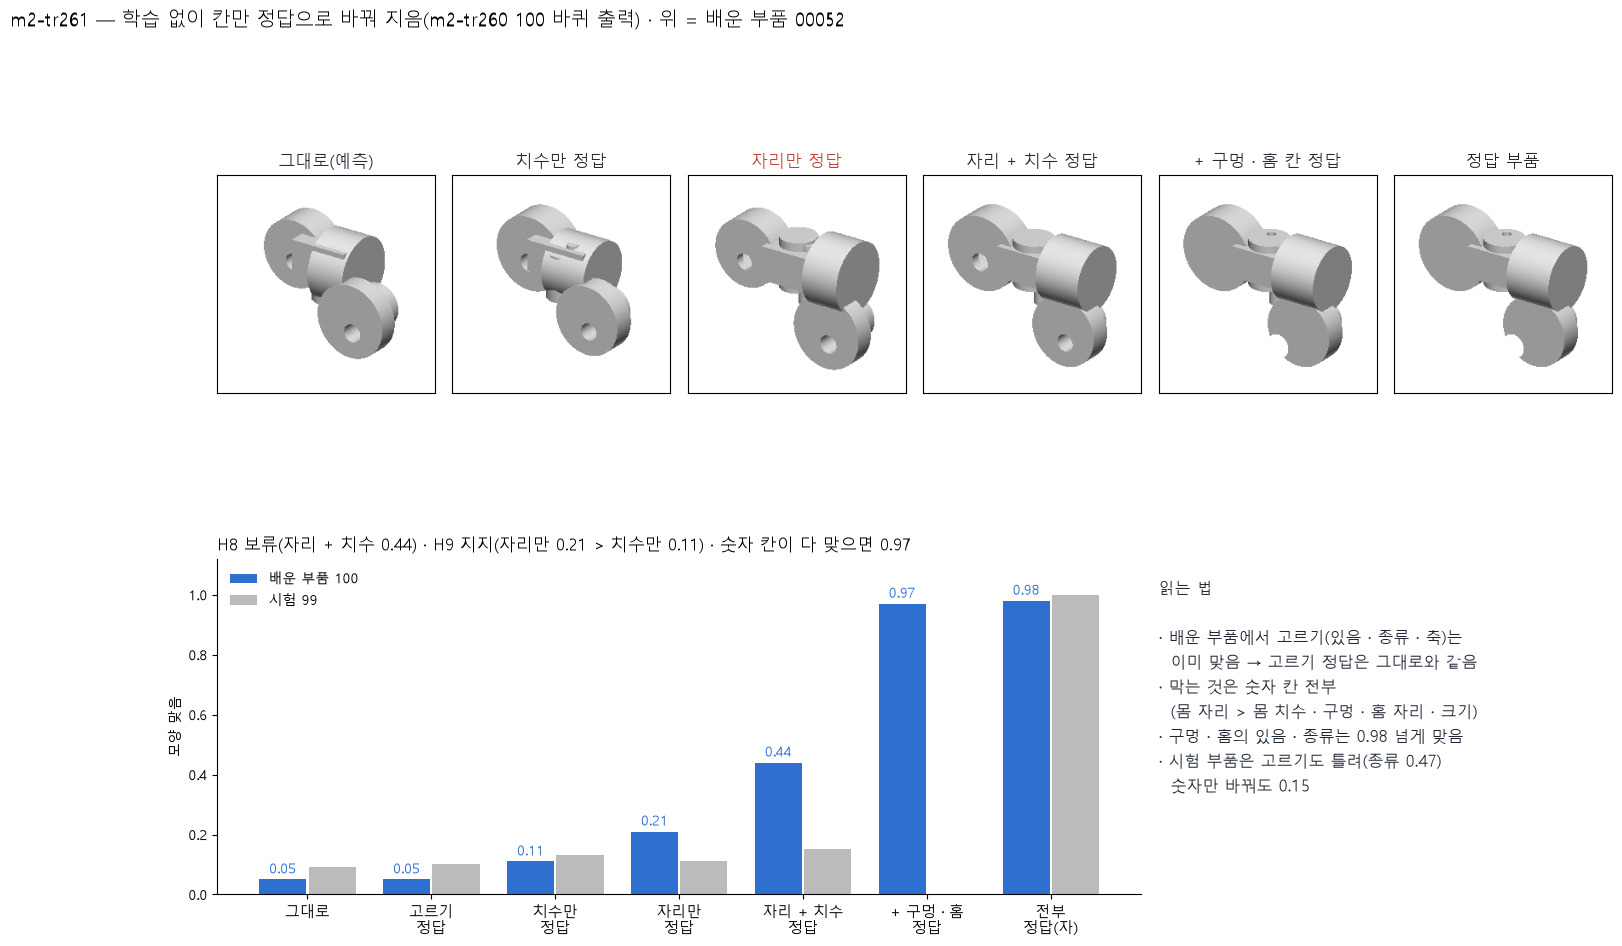 m2-tr261 — 학습 없이 칸만 정답으로 바꿔 지음(m2-tr260 100 바퀴 출력) · 위 = 배운 부품 00052
그대로(예측)
치수만 정답
자리만 정답
자리 + 치수 정답
+ 구멍 · 홈 칸 정답
정답 부품
H8 보류(자리 + 치수 0.44) · H9 지지(자리만 0.21 > 치수만 0.11) · 숫자 칸이 다 맞으면 0.97
배운 부품 100
시험 99
모양 맞음
1.0
0.8
0.6
0.4
0.2
0.0
0.05
0.05
0.11
0.21
0.44
0.97
0.98
그대로
고르기
정답
치수만
정답
자리만
정답
자리 + 치수
정답
+ 구멍 · 홈
정답
전부
정답(자)
읽는 법
· 배운 부품에서 고르기(있음 · 종류 · 축)는
이미 맞음 → 고르기 정답은 그대로와 같음
· 막는 것은 숫자 칸 전부
(몸 자리 > 몸 치수 · 구멍 · 홈 자리 · 크기)
· 구멍 · 홈의 있음 · 종류는 0.98 넘게 맞음
· 시험 부품은 고르기도 틀려(종류 0.47)
숫자만 바꿔도 0.15